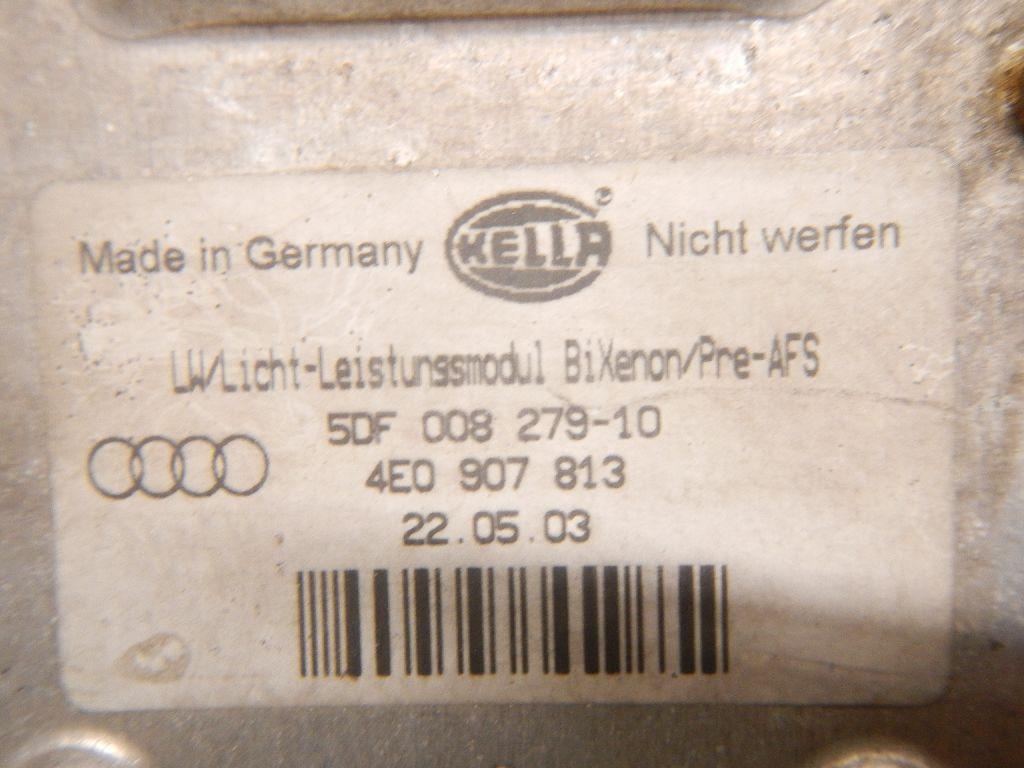 Made in Germany HELLA ® Nicht werfen
LW/Licht-Leistungssmodul BiXenon/Pre-AFS
5DF 008 279-10
4E0 907 813
22.05.03